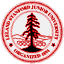 LELAND STANFORD JUNIOR UNIVERSITY
ORGANIZED 1891